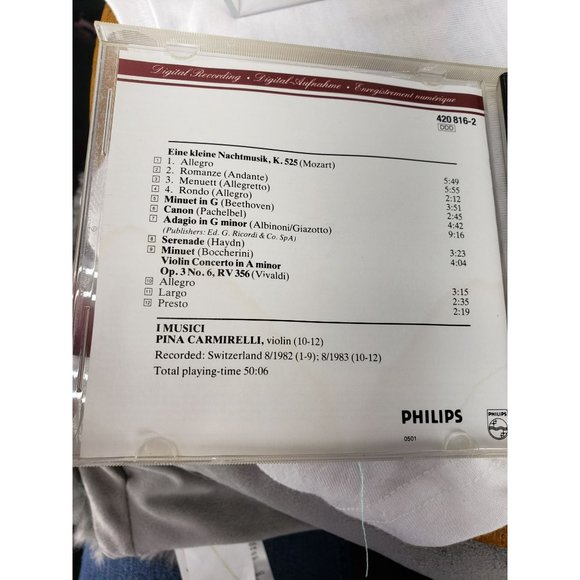 Digital Recording • Digital-Aufnahme • Enregistrement numérique
420 816-2
DDD
Eine kleine Nachtmusik, K. 525 (Mozart)
1 1. Allegro 5:49
2 2. Romanze (Andante) 5:55
3 3. Menuett (Allegretto) 2:12
4 4. Rondo (Allegro) 3:51
5 Minuet in G (Beethoven) 2:45
6 Canon (Pachelbel) 4:42
7 Adagio in G minor (Albinoni/Giazotto) 9:16
(Publishers: Ed. G. Ricordi & Co. SpA)
8 Serenade (Haydn) 3:23
9 Minuet (Boccherini) 4:04
Violin Concerto in A minor
Op. 3 No. 6, RV 356 (Vivaldi)
10 Allegro 3:15
11 Largo 2:35
12 Presto 2:19
I MUSICI
PINA CARMIRELLI, violin (10-12)
Recorded: Switzerland 8/1982 (1-9); 8/1983 (10-12)
Total playing-time 50:06
PHILIPS
0501
PHILIPS